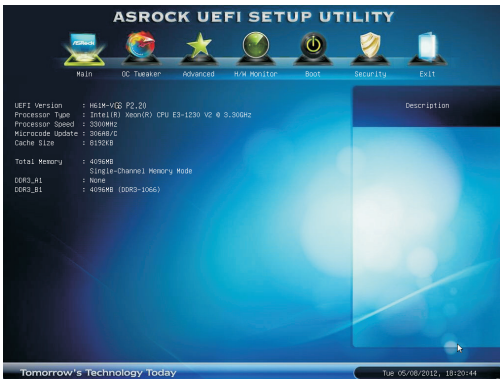 ASROCK UEFI SETUP UTILITY
ASRock
Main OC Tweaker Advanced H/W Monitor Boot Security Exit
UEFI Version : H61M-VGS P2.20
Processor Type : Intel(R) Xeon(R) CPU E3-1230 V2 @ 3.30GHz
Processor Speed : 3300MHz
Microcode Update : 306A8/C
Cache Size : 8192KB
Total Memory : 4096MB
Single-Channel Memory Mode
DDR3_A1 : None
DDR3_B1 : 4096MB (DDR3-1066)
Description
Tomorrow's Technology Today
Tue 05/08/2012, 18:20:44